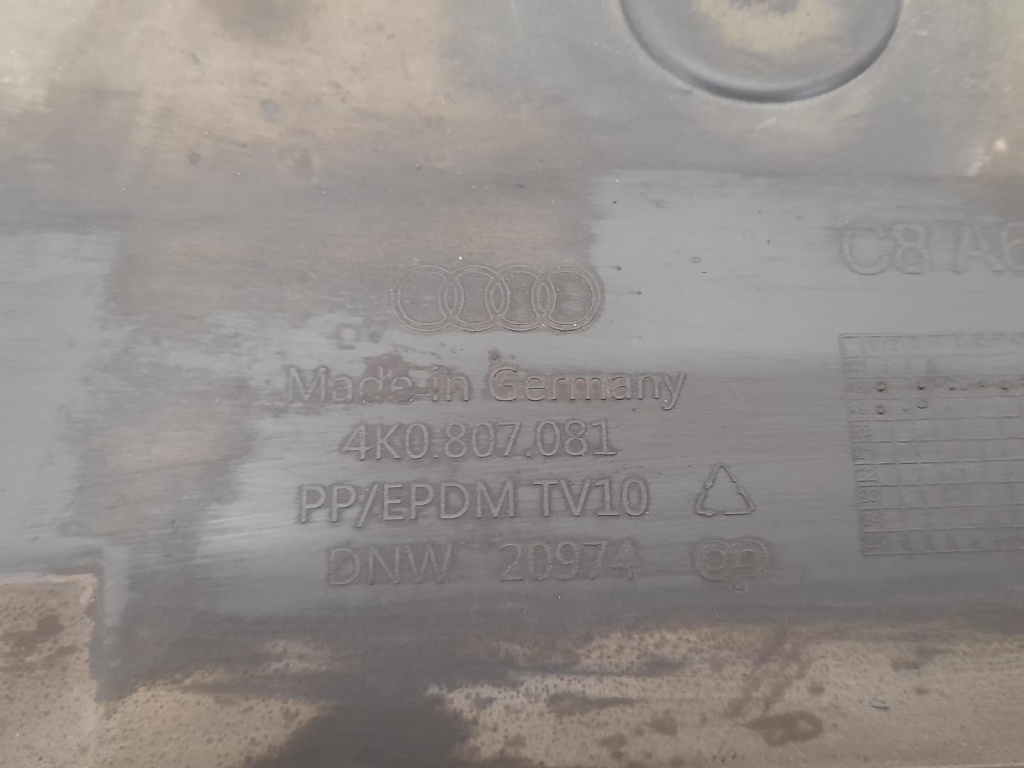 C8 A6
Made in Germany
4K0.807.081
PP/EPDM TV10
DNW 20974